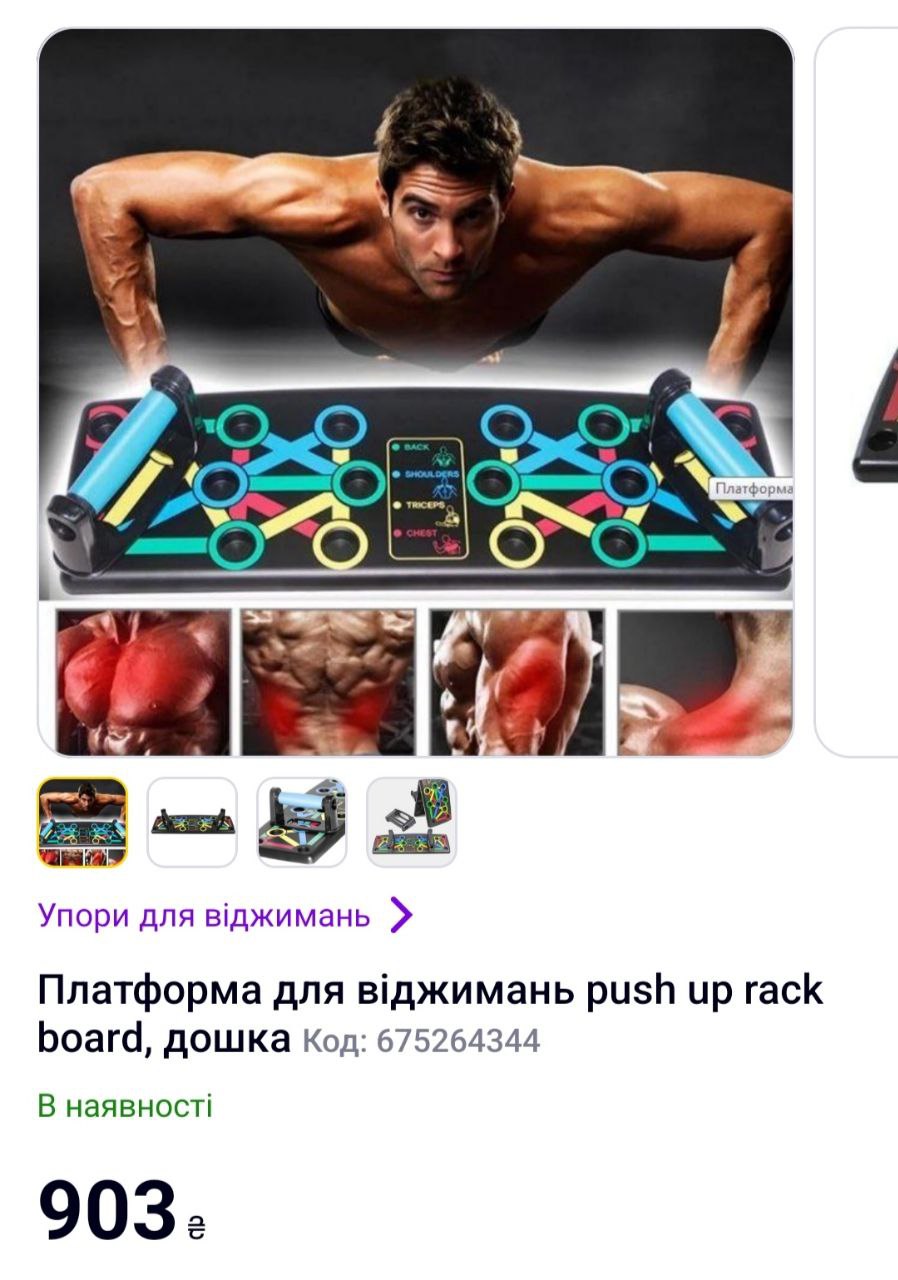 BACK
SHOULDERS
TRICEPS
CHEST
Платформа
Упори для віджимань
Платформа для віджимань push up rack
board, дошка Код: 675264344
В наявності
903 ₴